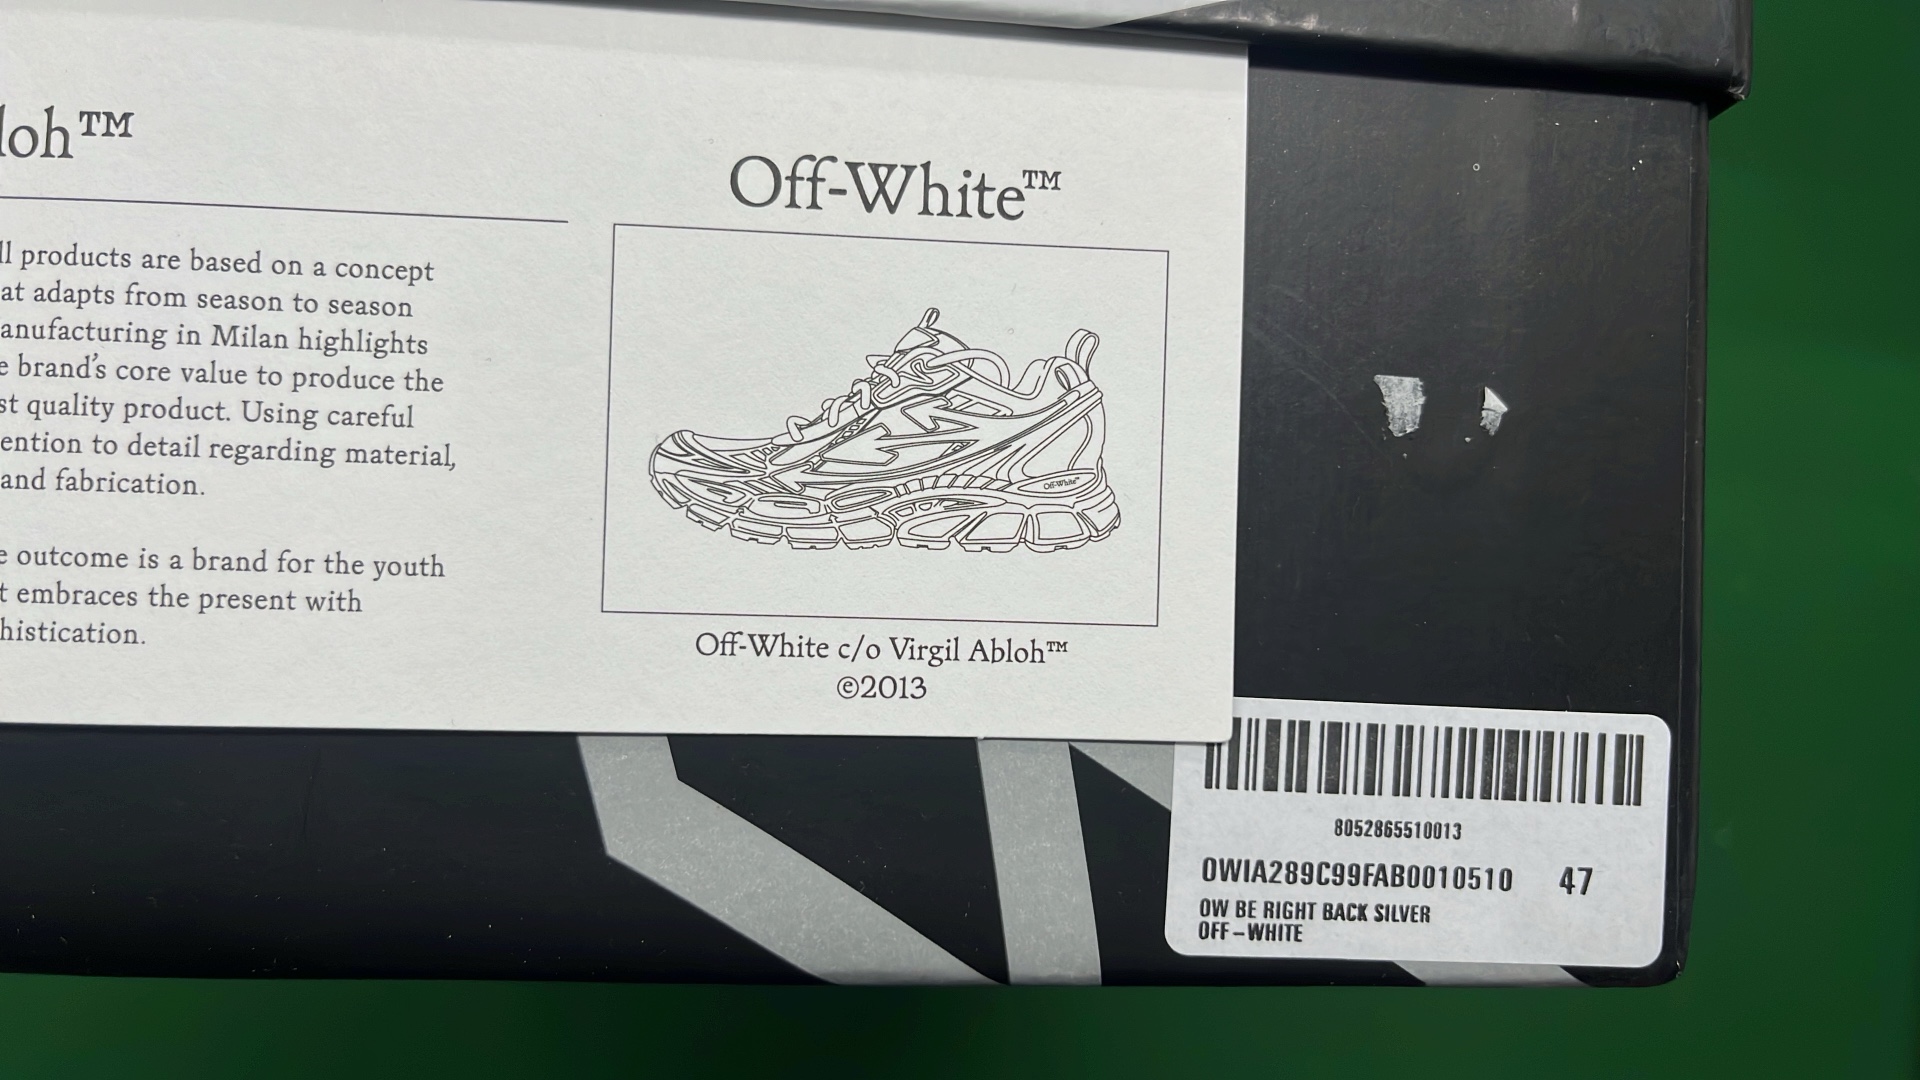 loh™
ll products are based on a concept
at adapts from season to season
anufacturing in Milan highlights
e brand's core value to produce the
st quality product. Using careful
ention to detail regarding material,
and fabrication.
e outcome is a brand for the youth
t embraces the present with
histication.
Off-White™
Off-White™
Off-White c/o Virgil Abloh™
©2013
8052865510013
OWIA289C99FAB0010510 47
OW BE RIGHT BACK SILVER
OFF-WHITE